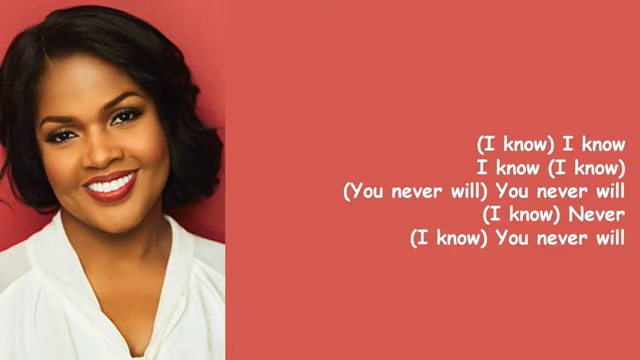 (I know) I know
I know (I know)
(You never will) You never will
(I know) Never
(I know) You never will